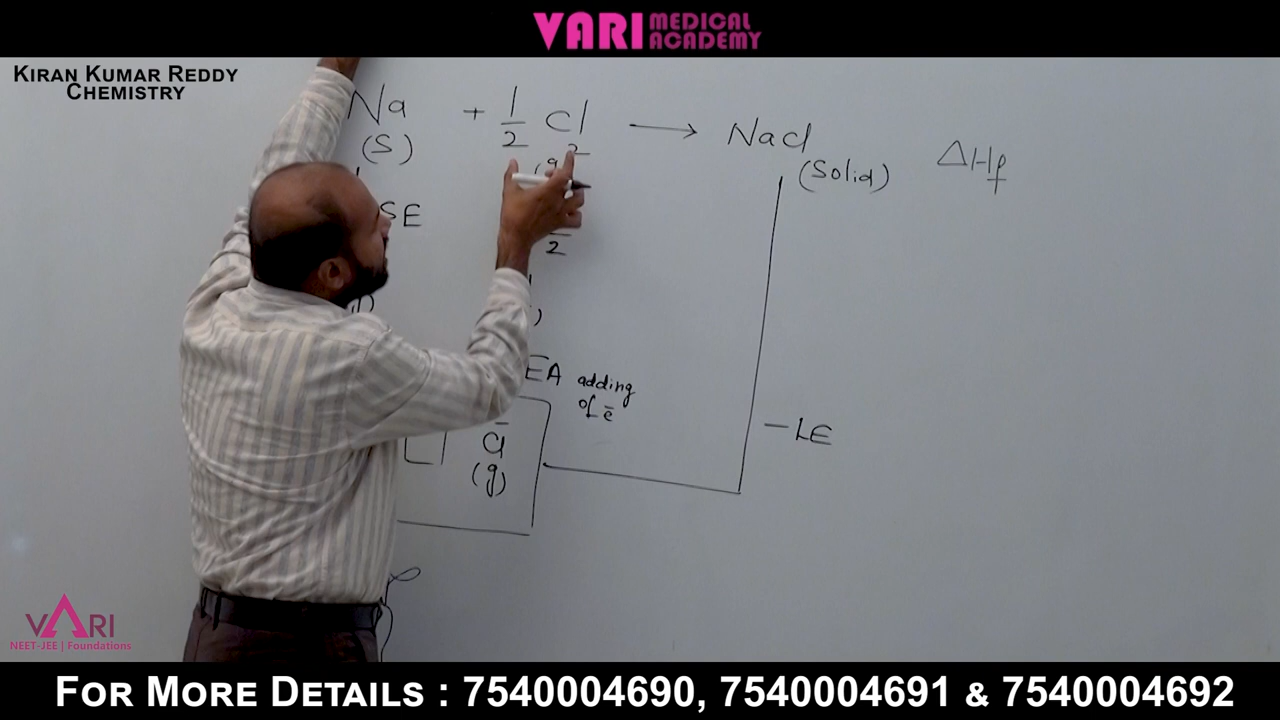 VARI MEDICAL ACADEMY
KIRAN KUMAR REDDY
CHEMISTRY
Na + 1/2 Cl2 → NaCl ΔHf
(S) (g (Solid)
SE
2
)
EA adding
of ē
Cl⁻
(g)
-LE
VARI
NEET-JEE | Foundations
FOR MORE DETAILS : 7540004690, 7540004691 & 7540004692